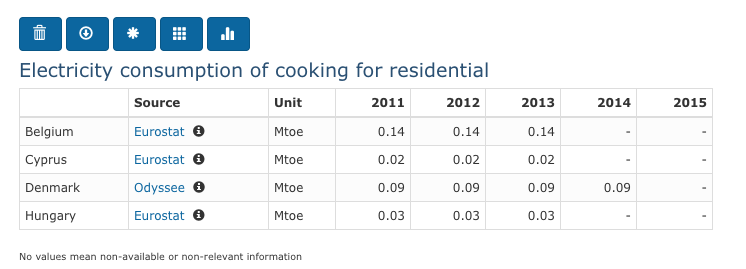 Electricity consumption of cooking for residential
Source Unit 2011 2012 2013 2014 2015
Belgium Eurostat Mtoe 0.14 0.14 0.14 - -
Cyprus Eurostat Mtoe 0.02 0.02 0.02 - -
Denmark Odyssee Mtoe 0.09 0.09 0.09 0.09 -
Hungary Eurostat Mtoe 0.03 0.03 0.03 - -
No values mean non-available or non-relevant information